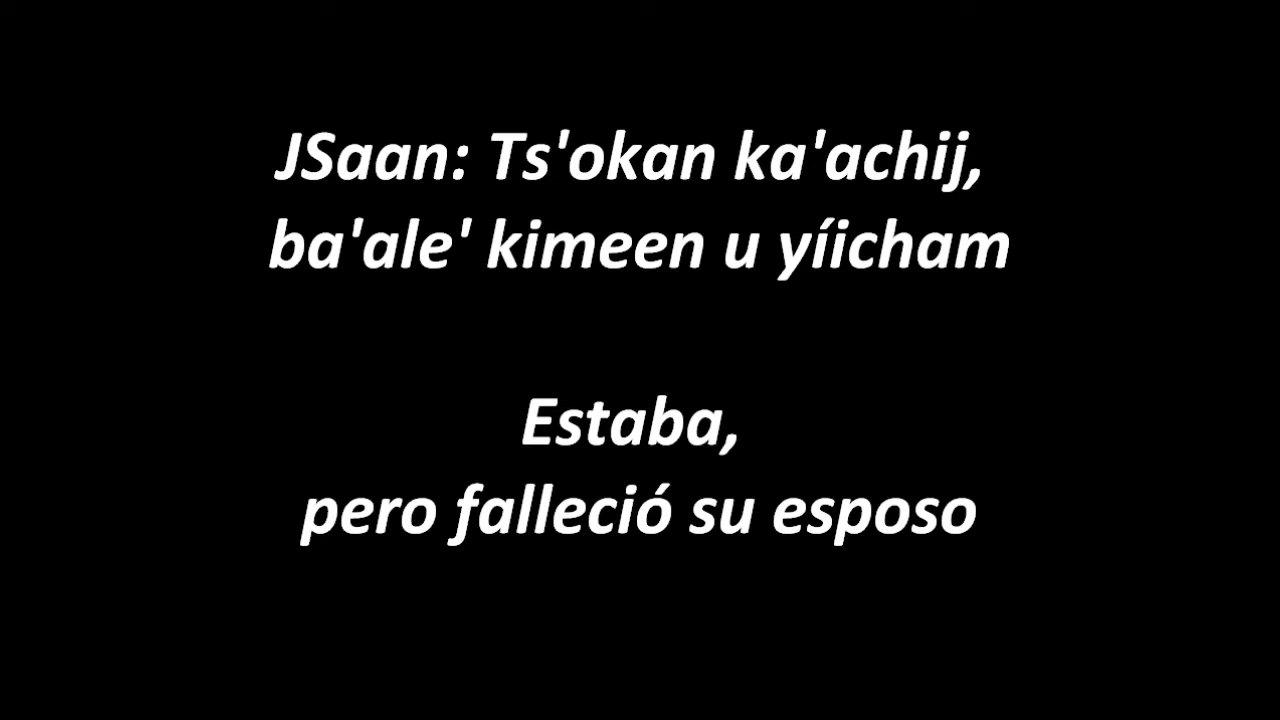 JSaan: Ts'okan ka'achij,
ba'ale' kimeen u yíicham
Estaba,
pero falleció su esposo